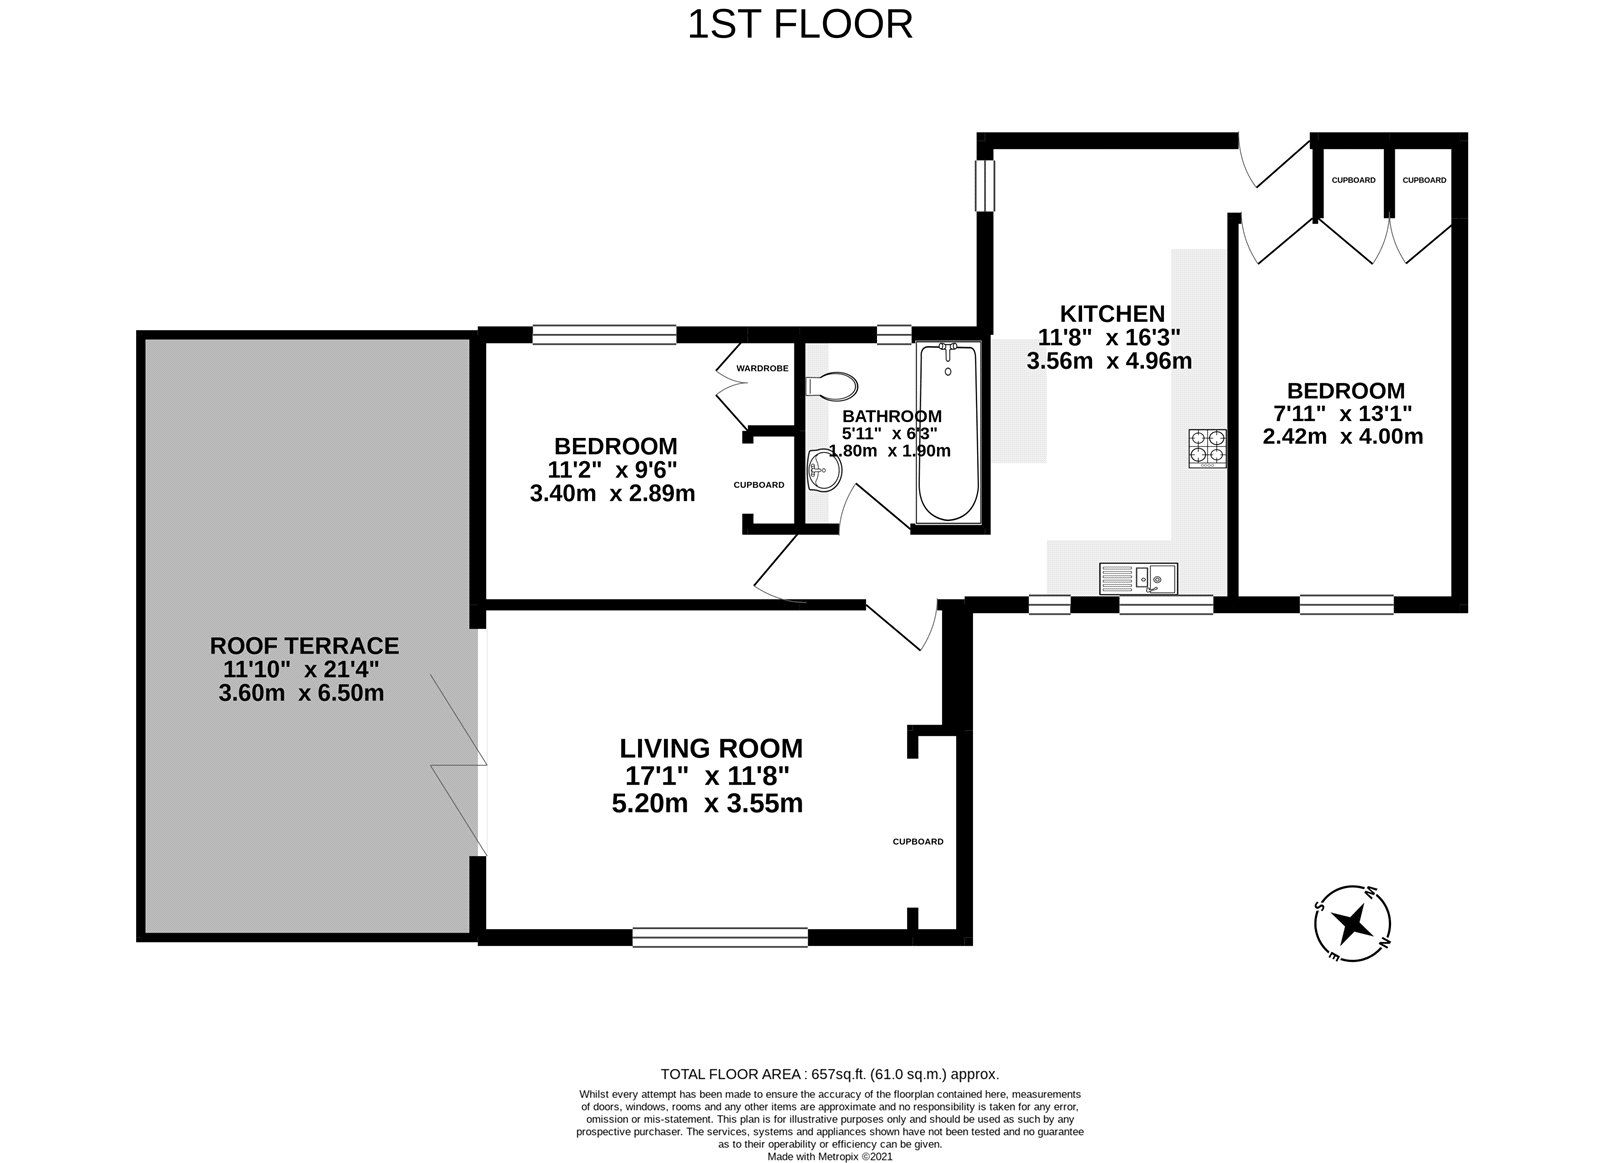 1ST FLOOR
CUPBOARD
CUPBOARD
KITCHEN
11'8"  x 16'3"
3.56m  x 4.96m
WARDROBE
BEDROOM
7'11"  x 13'1"
2.42m  x 4.00m
BATHROOM
5'11"  x 6'3"
1.80m  x 1.90m
BEDROOM
11'2"  x 9'6"
3.40m  x 2.89m
CUPBOARD
ROOF TERRACE
11'10"  x 21'4"
3.60m  x 6.50m
LIVING ROOM
17'1"  x 11'8"
5.20m  x 3.55m
CUPBOARD
S
W
N
E
TOTAL FLOOR AREA : 657sq.ft. (61.0 sq.m.) approx.
Whilst every attempt has been made to ensure the accuracy of the floorplan contained here, measurements
of doors, windows, rooms and any other items are approximate and no responsibility is taken for any error,
omission or mis-statement. This plan is for illustrative purposes only and should be used as such by any
prospective purchaser. The services, systems and appliances shown have not been tested and no guarantee
as to their operability or efficiency can be given.
Made with Metropix ©2021